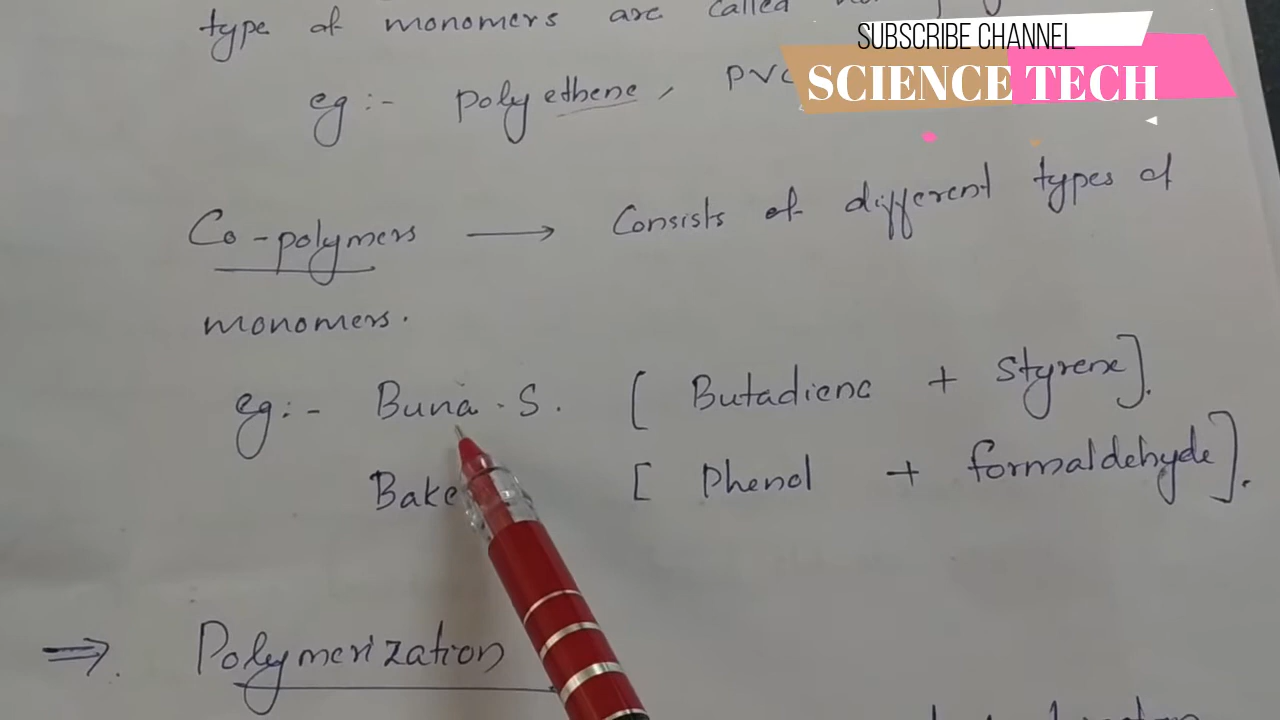 type of monomers are called
SUBSCRIBE CHANNEL
SCIENCE TECH
eg :- polyethene, PVC
Co-polymers → Consists of different types of
monomers.
eg:- Buna-S. [ Butadiene + Styrene].
Bake [ Phenol + formaldehyde].
⇒. Polymerization